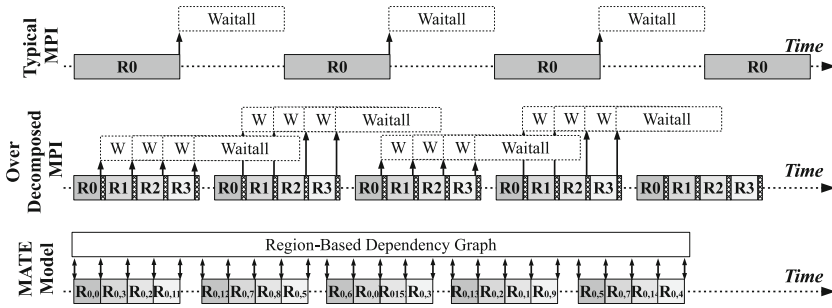 Typical MPI
Waitall Waitall Waitall
Time
R0 R0 R0 R0
Over Decomposed MPI
W W W Waitall W W W Waitall
W W W Waitall W W W Waitall
Time
R0 R1 R2 R3 R0 R1 R2 R3 R0 R1 R2 R3 R0 R1 R2 R3 R0 R1 R2 R3
MATE Model
Region-Based Dependency Graph
Time
R0,0 R0,3 R0,2 R0,11 R0,12 R0,7 R0,8 R0,5 R0,6 R0,0 R015 R0,3 R0,13 R0,2 R0,1 R0,9 R0,5 R0,7 R0,14 R0,4